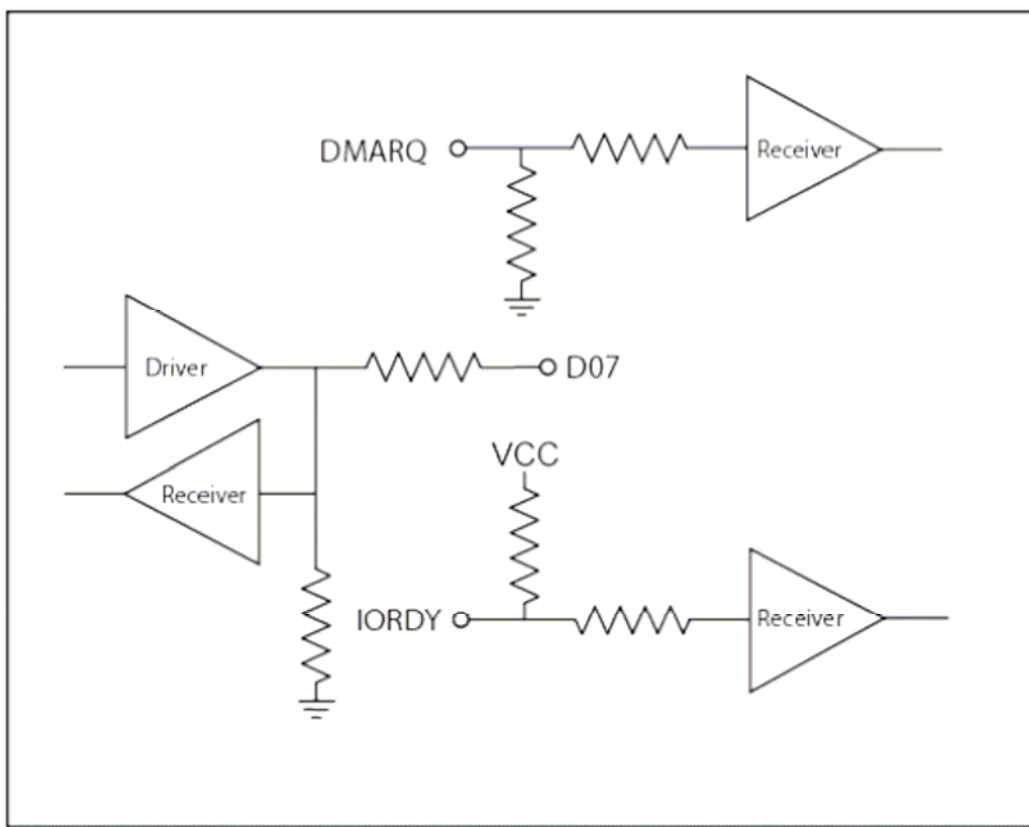 DMARQ
Receiver
Driver
D07
Receiver
VCC
IORDY
Receiver